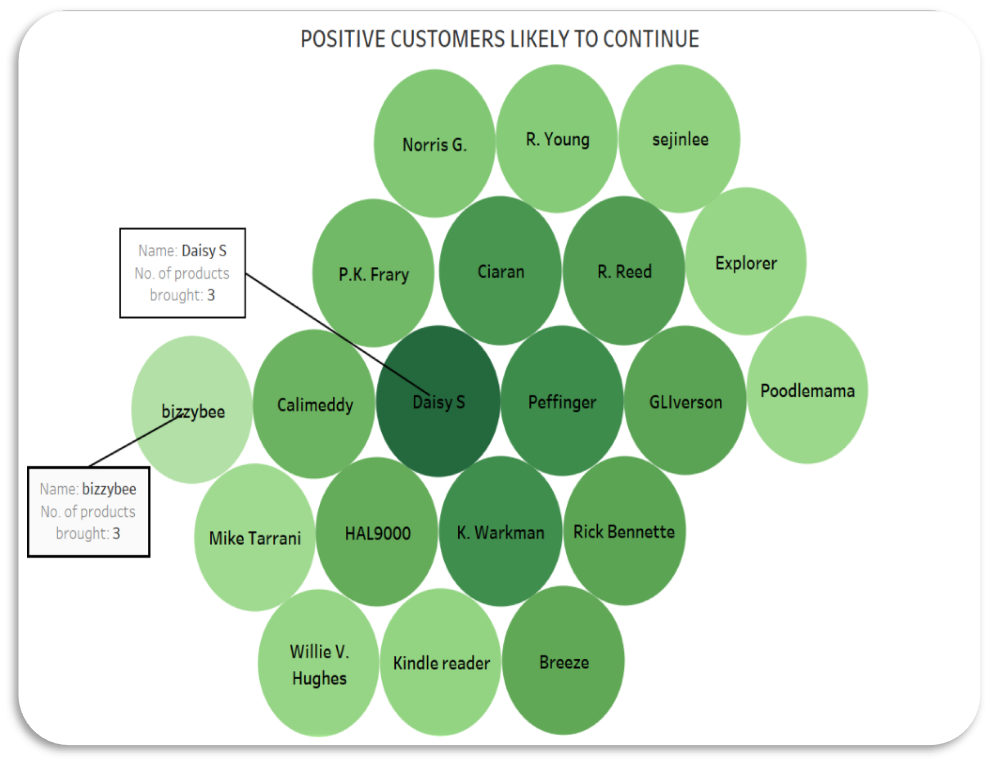 POSITIVE CUSTOMERS LIKELY TO CONTINUE
Norris G.
R. Young
sejinlee
P.K. Frary
Ciaran
R. Reed
Explorer
Name: Daisy S
No. of products
brought: 3
bizzybee
Calimeddy
Daisy S
Peffinger
GLIverson
Poodlemama
Name: bizzybee
No. of products
brought: 3
Mike Tarrani
HAL9000
K. Warkman
Rick Bennette
Willie V.
Hughes
Kindle reader
Breeze